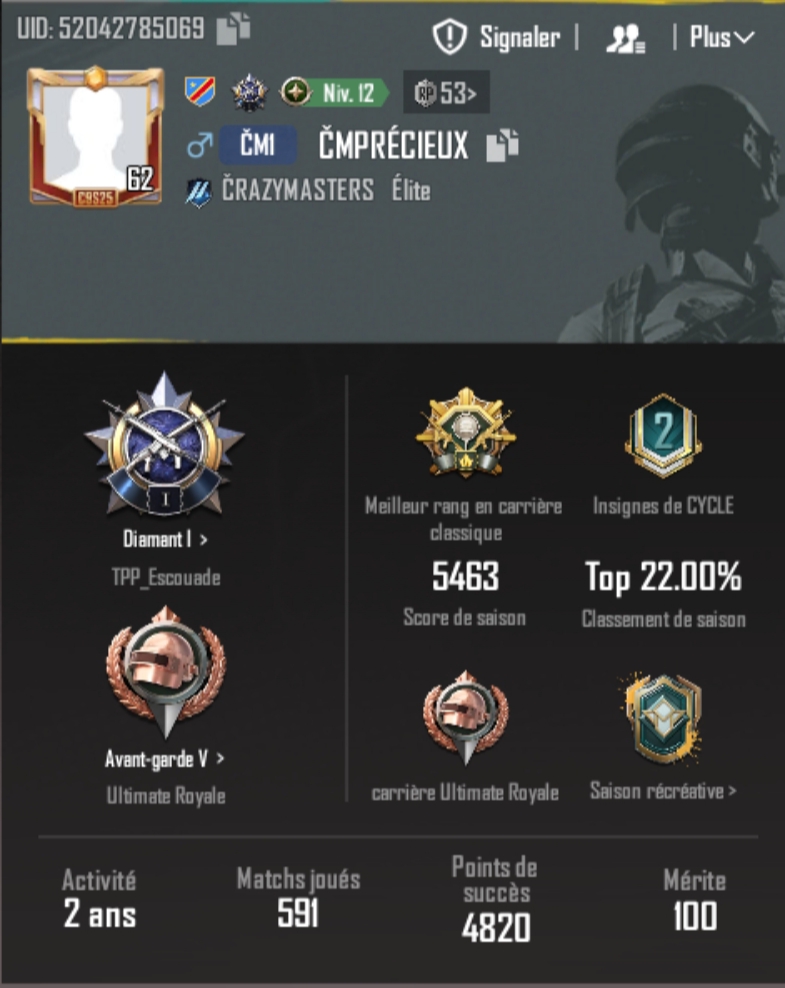 UID: 52042785069
Signaler | | Plus
Niv. 12 RP 53>
62
C9S25
ČM1 ČMPRÉCIEUX
ČRAZYMASTERS Élite
I
Diamant I >
TPP_Escouade
Avant-garde V >
Ultimate Royale
2
Meilleur rang en carrière
classique
Insignes de CYCLE
5463
Score de saison
Top 22.00%
Classement de saison
carrière Ultimate Royale
Saison récréative >
Activité
2 ans
Matchs joués
591
Points de
succès
4820
Mérite
100